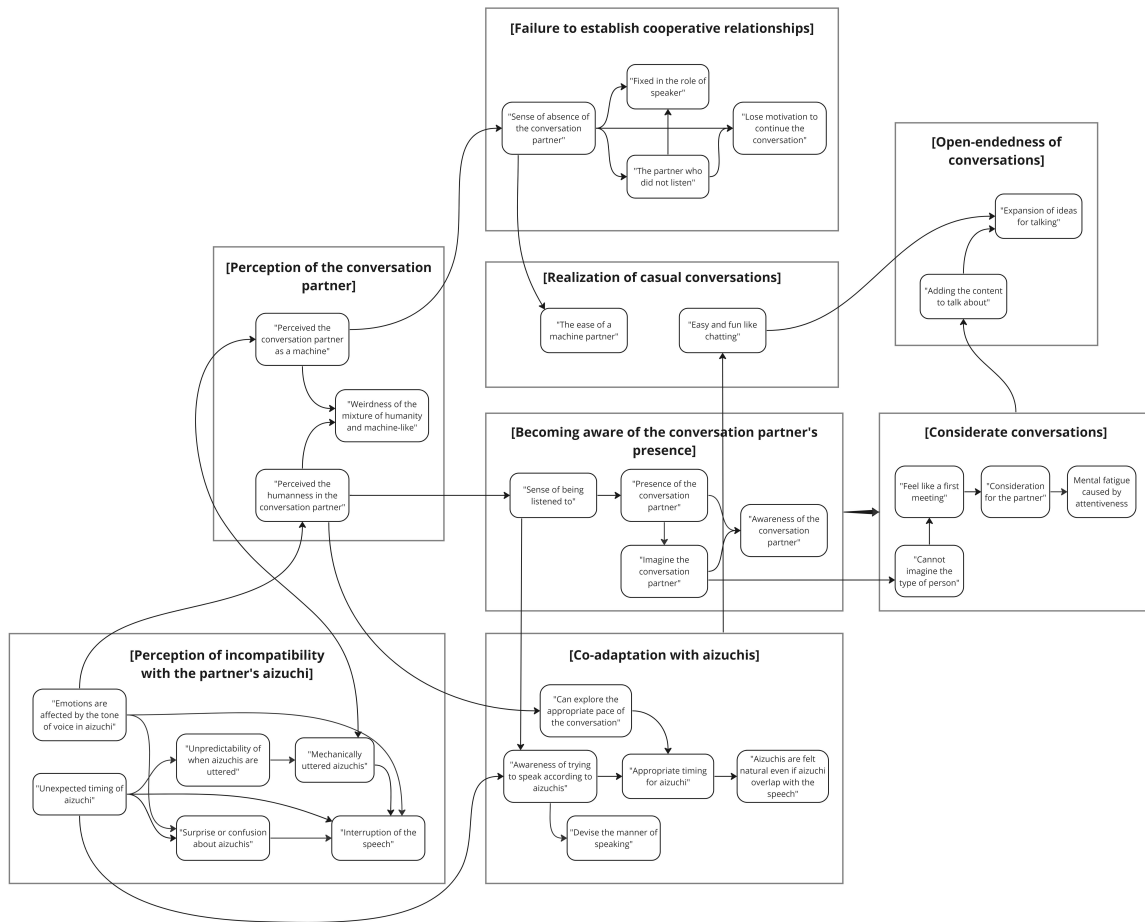 [Failure to establish cooperative relationships]
"Fixed in the role of
speaker"
"Sense of absence of
the conversation
partner"
"Lose motivation to
continue the
conversation"
"The partner who
did not listen"
[Open-endedness of
conversations]
"Expansion of ideas
for talking"
"Adding the content
to talk about"
[Perception of the conversation
partner]
"Perceived the
conversation partner
as a machine"
"Weirdness of the
mixture of humanity
and machine-like"
"Perceived the
humanness in the
conversation partner"
[Realization of casual conversations]
"The ease of a
machine partner"
"Easy and fun like
chatting"
[Becoming aware of the conversation partner's
presence]
"Sense of being
listened to"
"Presence of the
conversation
partner"
"Awareness of the
conversation
partner"
"Imagine the
conversation
partner"
[Considerate conversations]
"Feel like a first
meeting"
"Consideration
for the partner"
Mental fatigue
caused by
attentiveness
"Cannot
imagine the
type of person"
[Perception of incompatibility
with the partner's aizuchi]
"Emotions are
affected by the tone
of voice in aizuchi"
"Unpredictability of
when aizuchis are
uttered"
"Mechanically
uttered aizuchis"
"Unexpected timing of
aizuchi"
"Surprise or confusion
about aizuchis"
"Interruption of the
speech"
[Co-adaptation with aizuchis]
"Can explore the
appropriate pace of
the conversation"
"Awareness of trying
to speak according to
aizuchis"
"Appropriate timing
for aizuchi"
"Aizuchis are felt
natural even if aizuchi
overlap with the
speech"
"Devise the manner of
speaking"